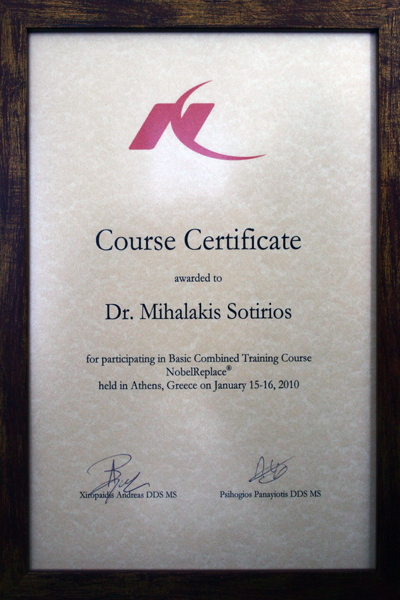 Course Certificate
awarded to
Dr. Mihalakis Sotirios
for participating in Basic Combined Training Course
NobelReplace®
held in Athens, Greece on January 15-16, 2010
Xiropaidis Andreas DDS MS
Psihogios Panayiotis DDS MS